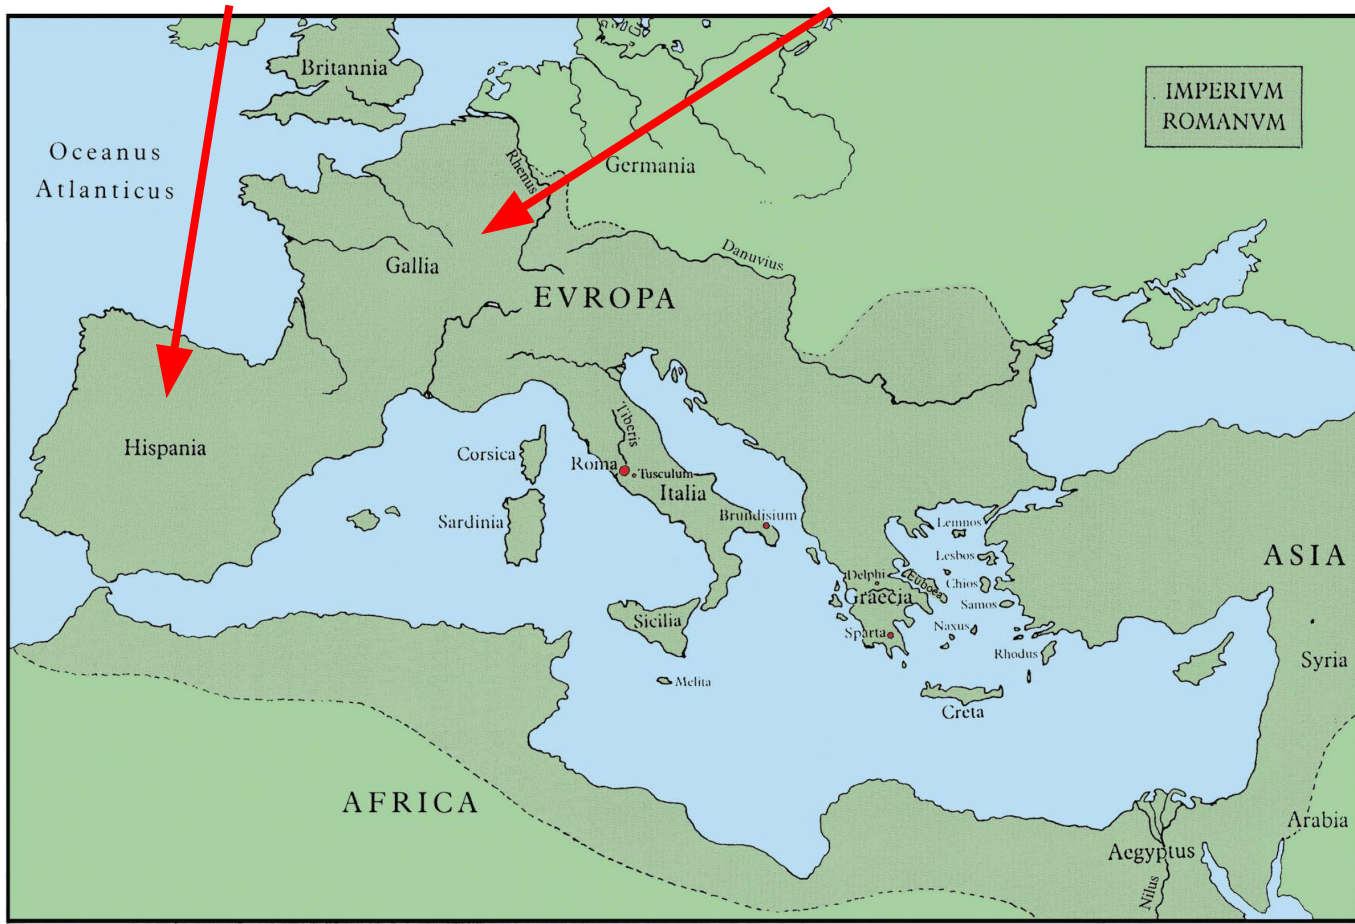 Britannia
IMPERIVM
ROMANVM
Oceanus
Atlanticus
Rhenus
Germania
Gallia
Danuvius
EVROPA
Hispania
Corsica
Tiberis
Roma
Tusculum
Italia
Sardinia
Brundisium
Lemnos
Lesbos
ASIA
Delphi
Euboea
Chios
Graecia
Samos
Sicilia
Sparta
Naxus
Rhodus
Syria
Melita
Creta
AFRICA
Arabia
Aegyptus
Nilus